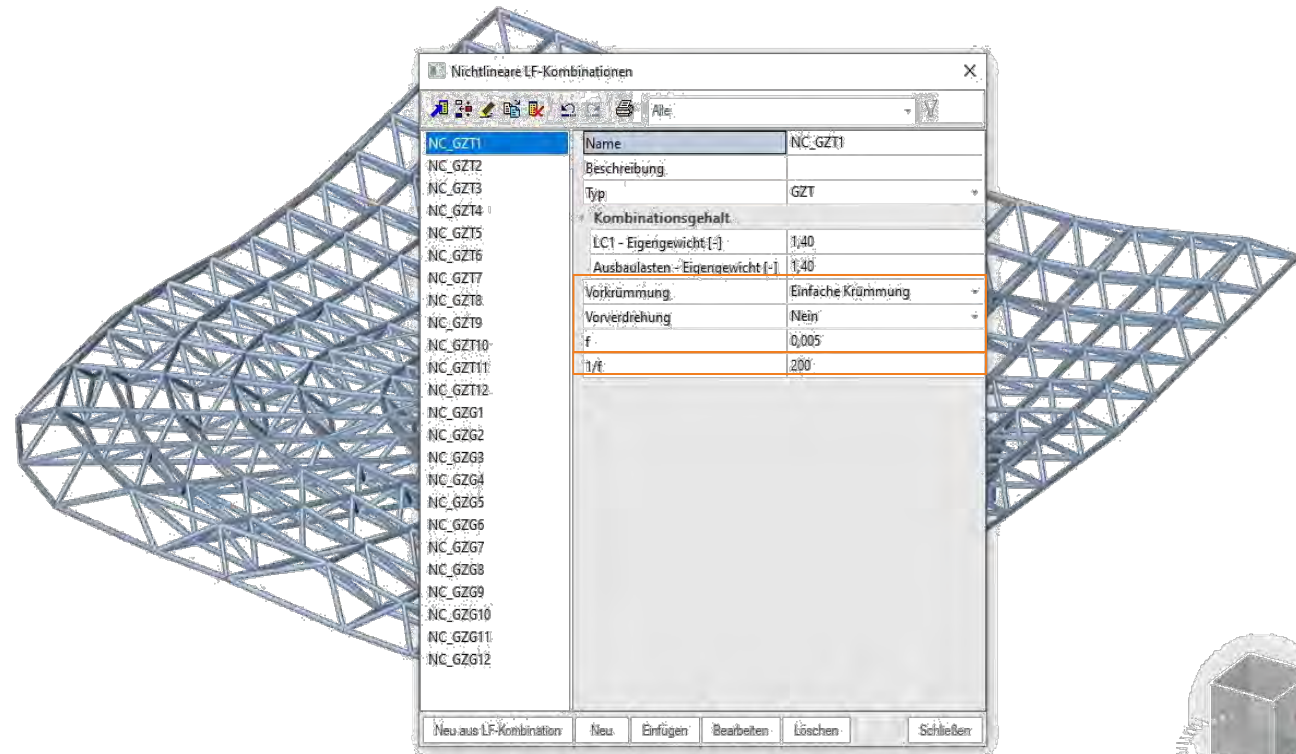 Nichtlineare LF-Kombinationen
Alle
NC_GZT1
NC_GZT2
NC_GZT3
NC_GZT4
NC_GZT5
NC_GZT6
NC_GZT7
NC_GZT8
NC_GZT9
NC_GZT10
NC_GZT11
NC_GZT12
NC_GZG1
NC_GZG2
NC_GZG3
NC_GZG4
NC_GZG5
NC_GZG6
NC_GZG7
NC_GZG8
NC_GZG9
NC_GZG10
NC_GZG11
NC_GZG12
Name NC_GZT1
Beschreibung
Typ GZT
Kombinationsgehalt
LC1 - Eigengewicht [-] 1,40
Ausbaulasten - Eigengewicht [-] 1,40
Vorkrümmung Einfache Krümmung
Vorverdrehung Nein
f 0,005
1/f 200
Neu aus LF-Kombination Neu Einfügen Bearbeiten Löschen Schließen